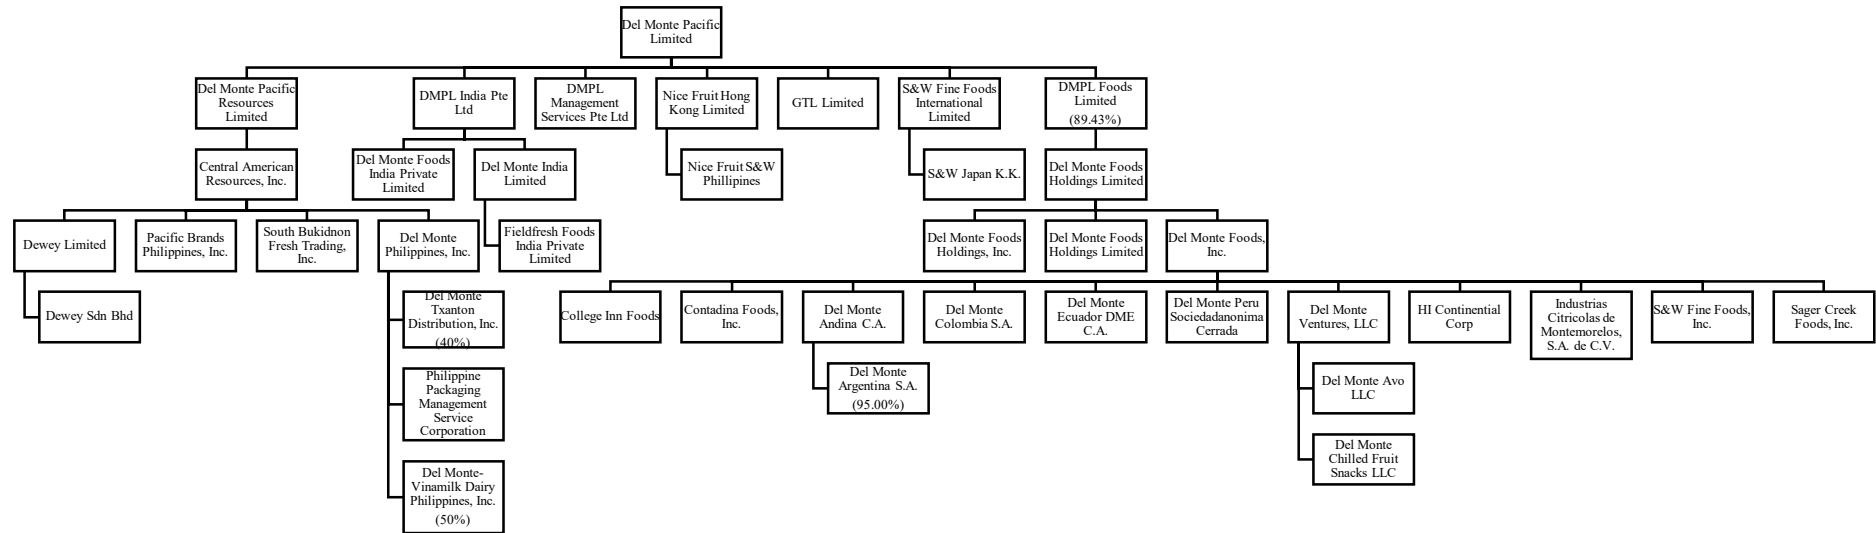 Del Monte Pacific
Limited
Del Monte Pacific
Resources
Limited
DMPL India Pte
Ltd
DMPL
Management
Services Pte Ltd
Nice Fruit Hong
Kong Limited
GTL Limited
S&W Fine Foods
International
Limited
DMPL Foods
Limited
(89.43%)
Central American
Resources, Inc.
Del Monte Foods
India Private
Limited
Del Monte India
Limited
Nice Fruit S&W
Phillipines
S&W Japan K.K.
Del Monte Foods
Holdings Limited
Dewey Limited
Pacific Brands
Philippines, Inc.
South Bukidnon
Fresh Trading,
Inc.
Del Monte
Philippines, Inc.
Fieldfresh Foods
India Private
Limited
Del Monte Foods
Holdings, Inc.
Del Monte Foods
Holdings Limited
Del Monte Foods,
Inc.
Dewey Sdn Bhd
Del Monte
Txanton
Distribution, Inc.
(40%)
College Inn Foods
Contadina Foods,
Inc.
Del Monte
Andina C.A.
Del Monte
Colombia S.A.
Del Monte
Ecuador DME
C.A.
Del Monte Peru
Sociedadanonima
Cerrada
Del Monte
Ventures, LLC
HI Continential
Corp
Industrias
Citricolas de
Montemorelos,
S.A. de C.V.
S&W Fine Foods,
Inc.
Sager Creek
Foods, Inc.
Philippine
Packaging
Management
Service
Corporation
Del Monte
Argentina S.A.
(95.00%)
Del Monte Avo
LLC
Del Monte
Chilled Fruit
Snacks LLC
Del Monte-
Vinamilk Dairy
Philippines, Inc.
(50%)